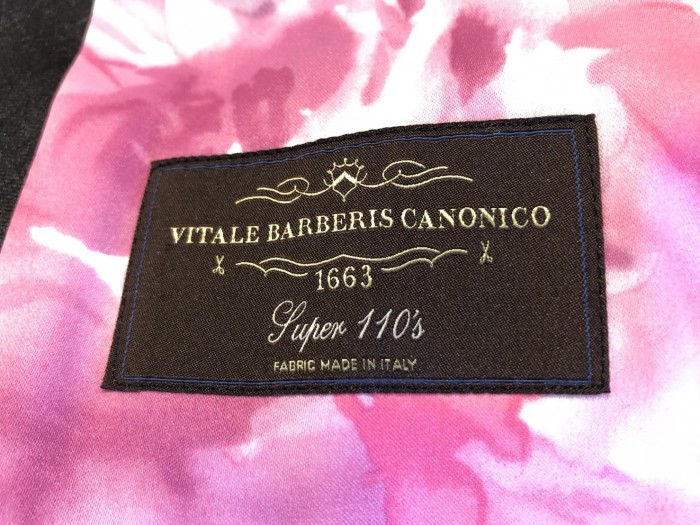 VITALE BARBERIS CANONICO
1663
Super 110's
FABRIC MADE IN ITALY